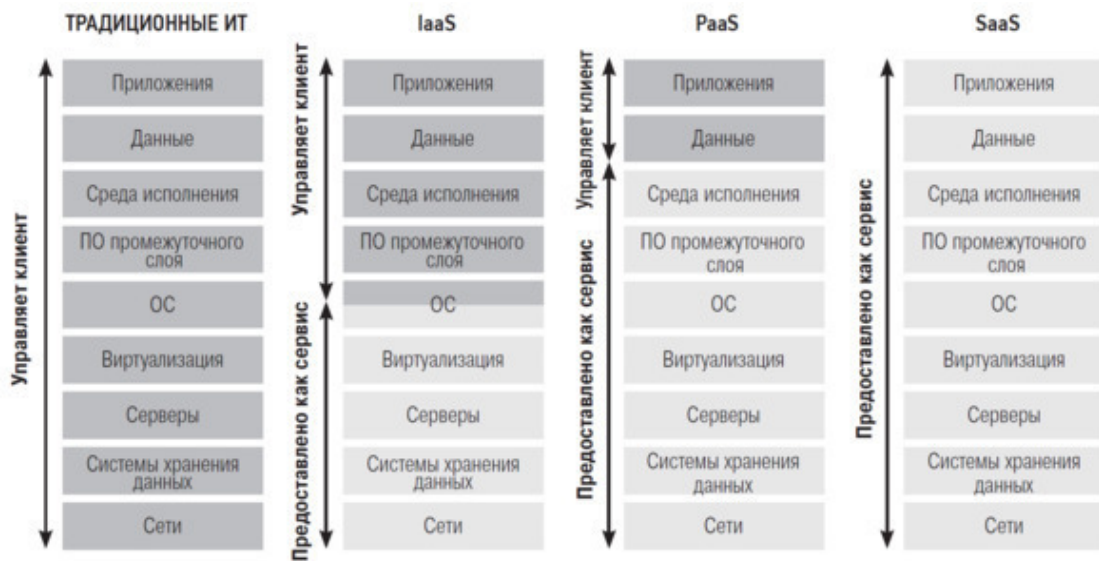 ТРАДИЦИОННЫЕ ИТ
Управляет клиент
Приложения
Данные
Среда исполнения
ПО промежуточного
слоя
ОС
Виртуализация
Серверы
Системы хранения
данных
Сети
IaaS
Управляет клиент
Предоставлено как сервис
Приложения
Данные
Среда исполнения
ПО промежуточного
слоя
ОС
Виртуализация
Серверы
Системы хранения
данных
Сети
PaaS
Управляет клиент
Предоставлено как сервис
Приложения
Данные
Среда исполнения
ПО промежуточного
слоя
ОС
Виртуализация
Серверы
Системы хранения
данных
Сети
SaaS
Предоставлено как сервис
Приложения
Данные
Среда исполнения
ПО промежуточного
слоя
ОС
Виртуализация
Серверы
Системы хранения
данных
Сети